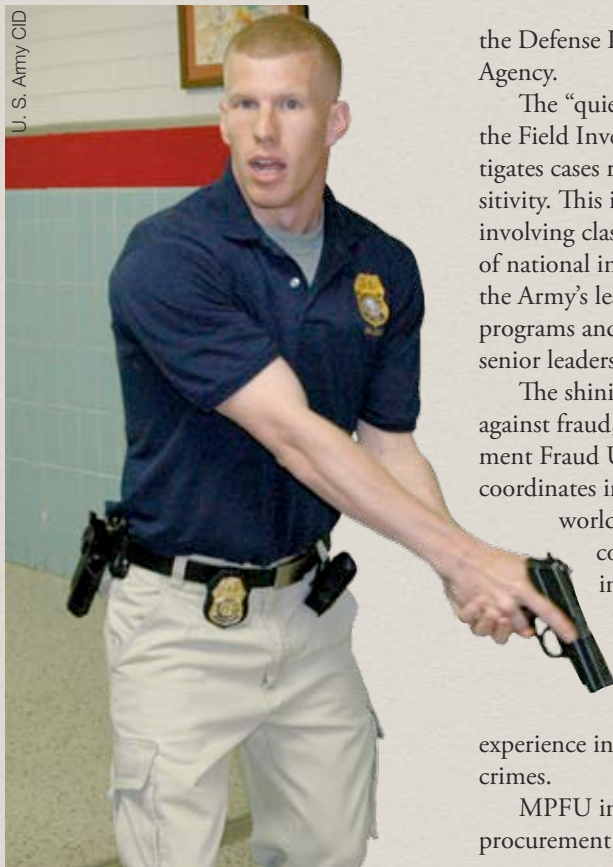 U. S. Army CID
the Defense
Agency.
The “quie
the Field Inve
tigates cases
sitivity. This i
involving clas
of national in
the Army’s le
programs and
senior leaders
The shini
against fraud
ment Fraud U
coordinates in
world
co
in
experience in
crimes.
MPFU in
procurement